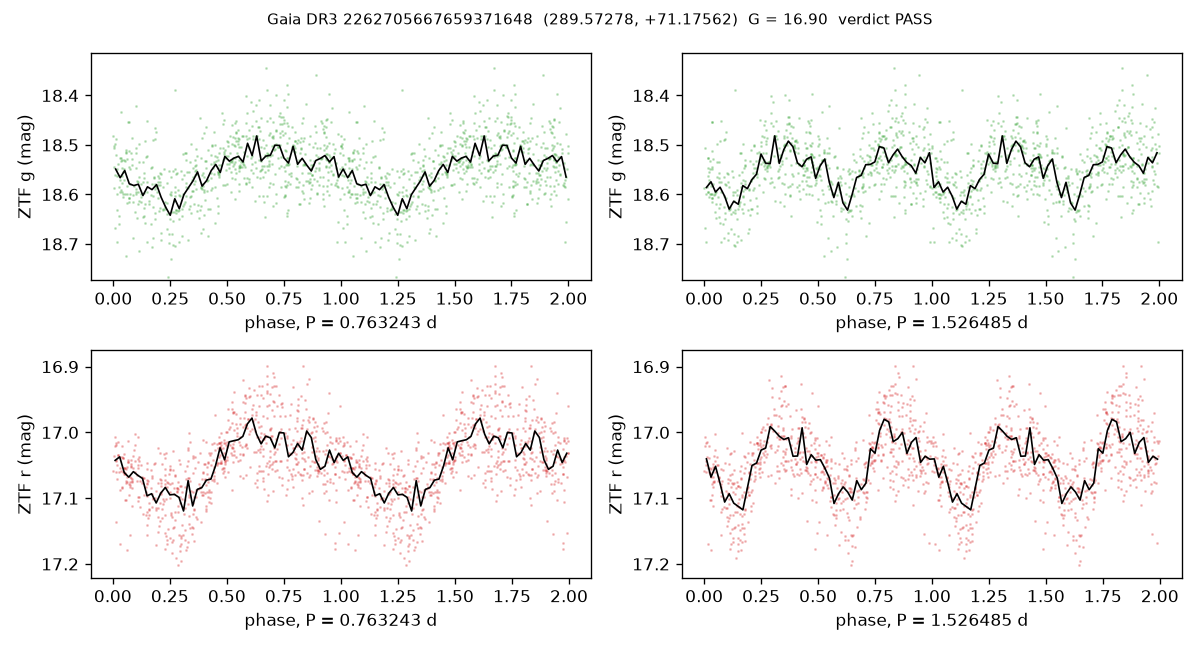 Gaia DR3 2262705667659371648  (289.57278, +71.17562)  G = 16.90  verdict PASS
ZTF g (mag)
18.4
18.5
18.6
18.7
0.00 0.25 0.50 0.75 1.00 1.25 1.50 1.75 2.00
phase, P = 0.763243 d
ZTF g (mag)
18.4
18.5
18.6
18.7
0.00 0.25 0.50 0.75 1.00 1.25 1.50 1.75 2.00
phase, P = 1.526485 d
ZTF r (mag)
16.9
17.0
17.1
17.2
0.00 0.25 0.50 0.75 1.00 1.25 1.50 1.75 2.00
phase, P = 0.763243 d
ZTF r (mag)
16.9
17.0
17.1
17.2
0.00 0.25 0.50 0.75 1.00 1.25 1.50 1.75 2.00
phase, P = 1.526485 d